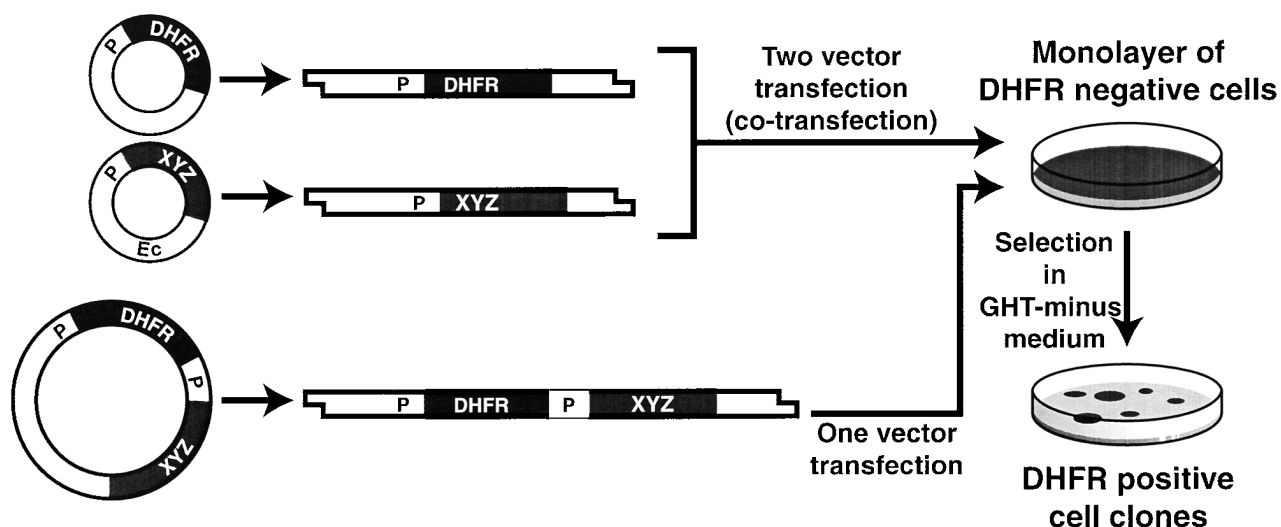 P
DHFR
P
DHFR
P
XYZ
Ec
P
XYZ
Two vector
transfection
(co-transfection)
Monolayer of
DHFR negative cells
Selection
in
GHT-minus
medium
P
DHFR
P
XYZ
P
DHFR
P
XYZ
One vector
transfection
DHFR positive
cell clones